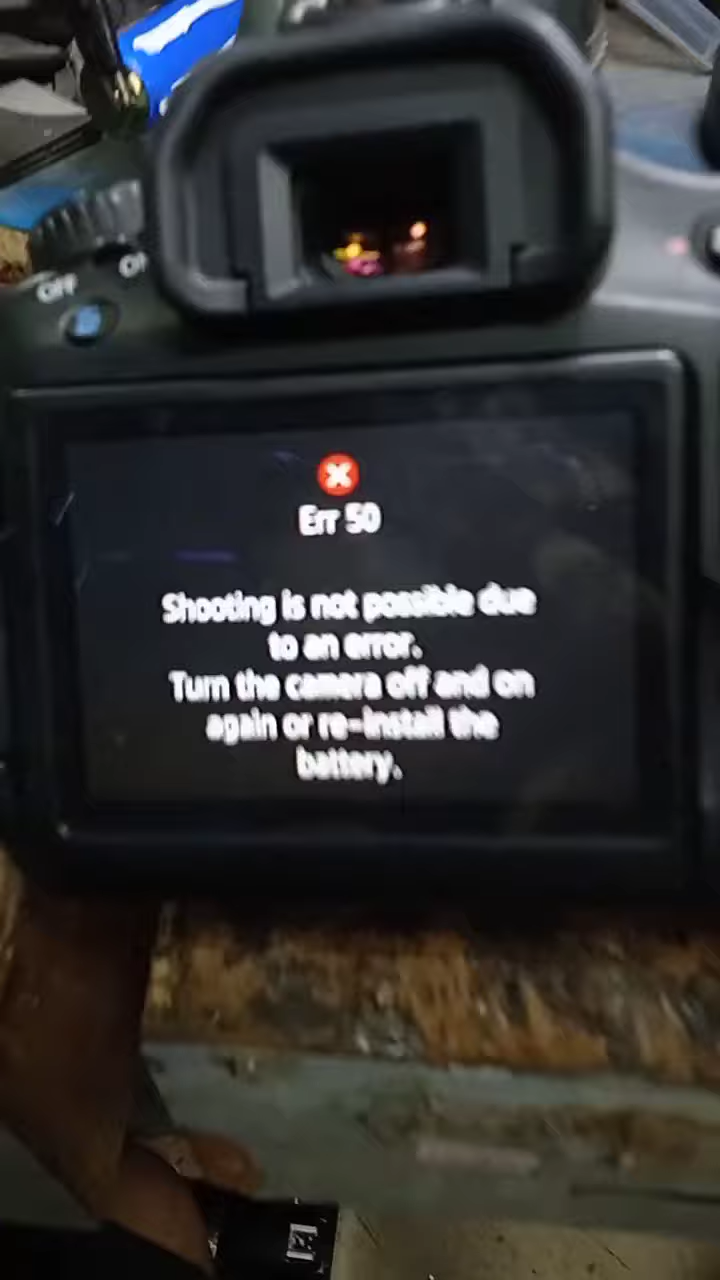 OFF
ON
Err 50
Shooting is not possible due
to an error.
Turn the camera off and on
again or re-install the
battery.